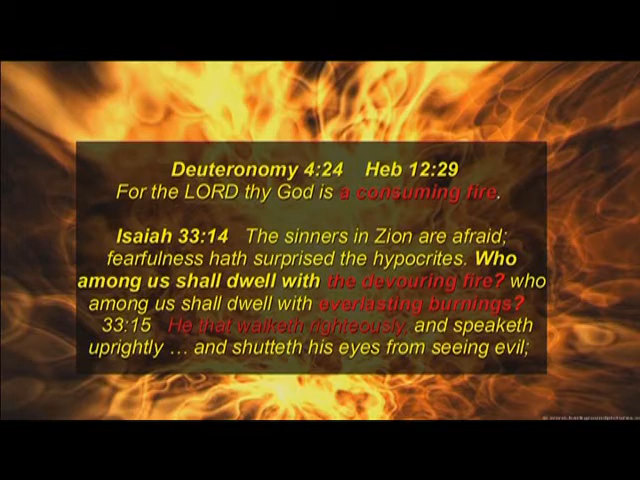 Deuteronomy 4:24 Heb 12:29
For the LORD thy God is a consuming fire.
Isaiah 33:14 The sinners in Zion are afraid;
fearfulness hath surprised the hypocrites. Who
among us shall dwell with the devouring fire? who
among us shall dwell with everlasting burnings?
33:15 He that walketh righteously, and speaketh
uprightly … and shutteth his eyes from seeing evil;